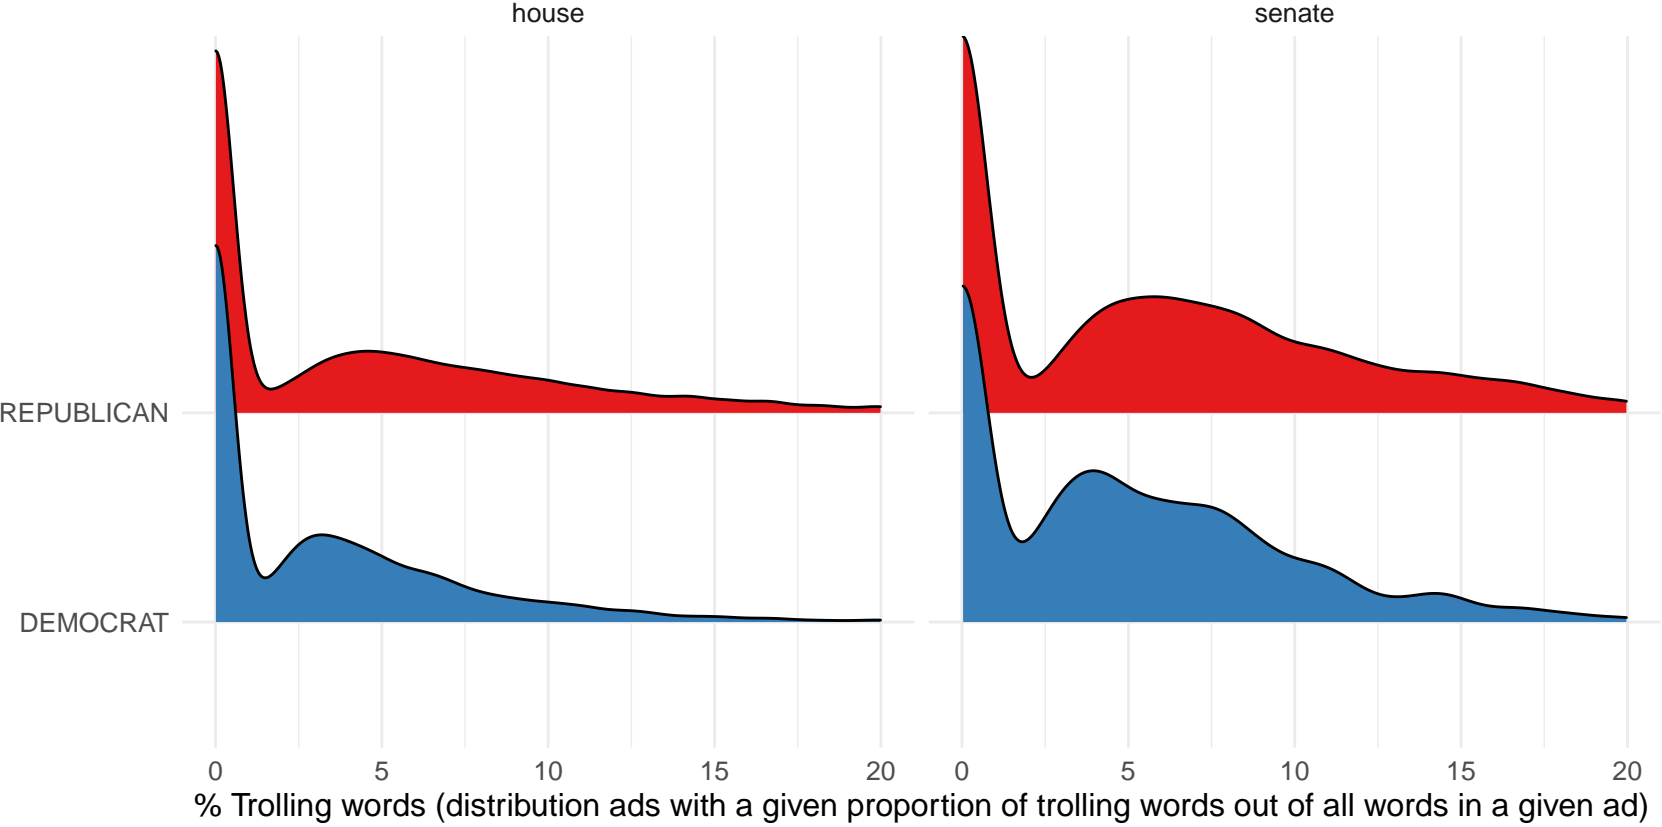 house senate
REPUBLICAN
DEMOCRAT
0 5 10 15 20 0 5 10 15 20
% Trolling words (distribution ads with a given proportion of trolling words out of all words in a given ad)